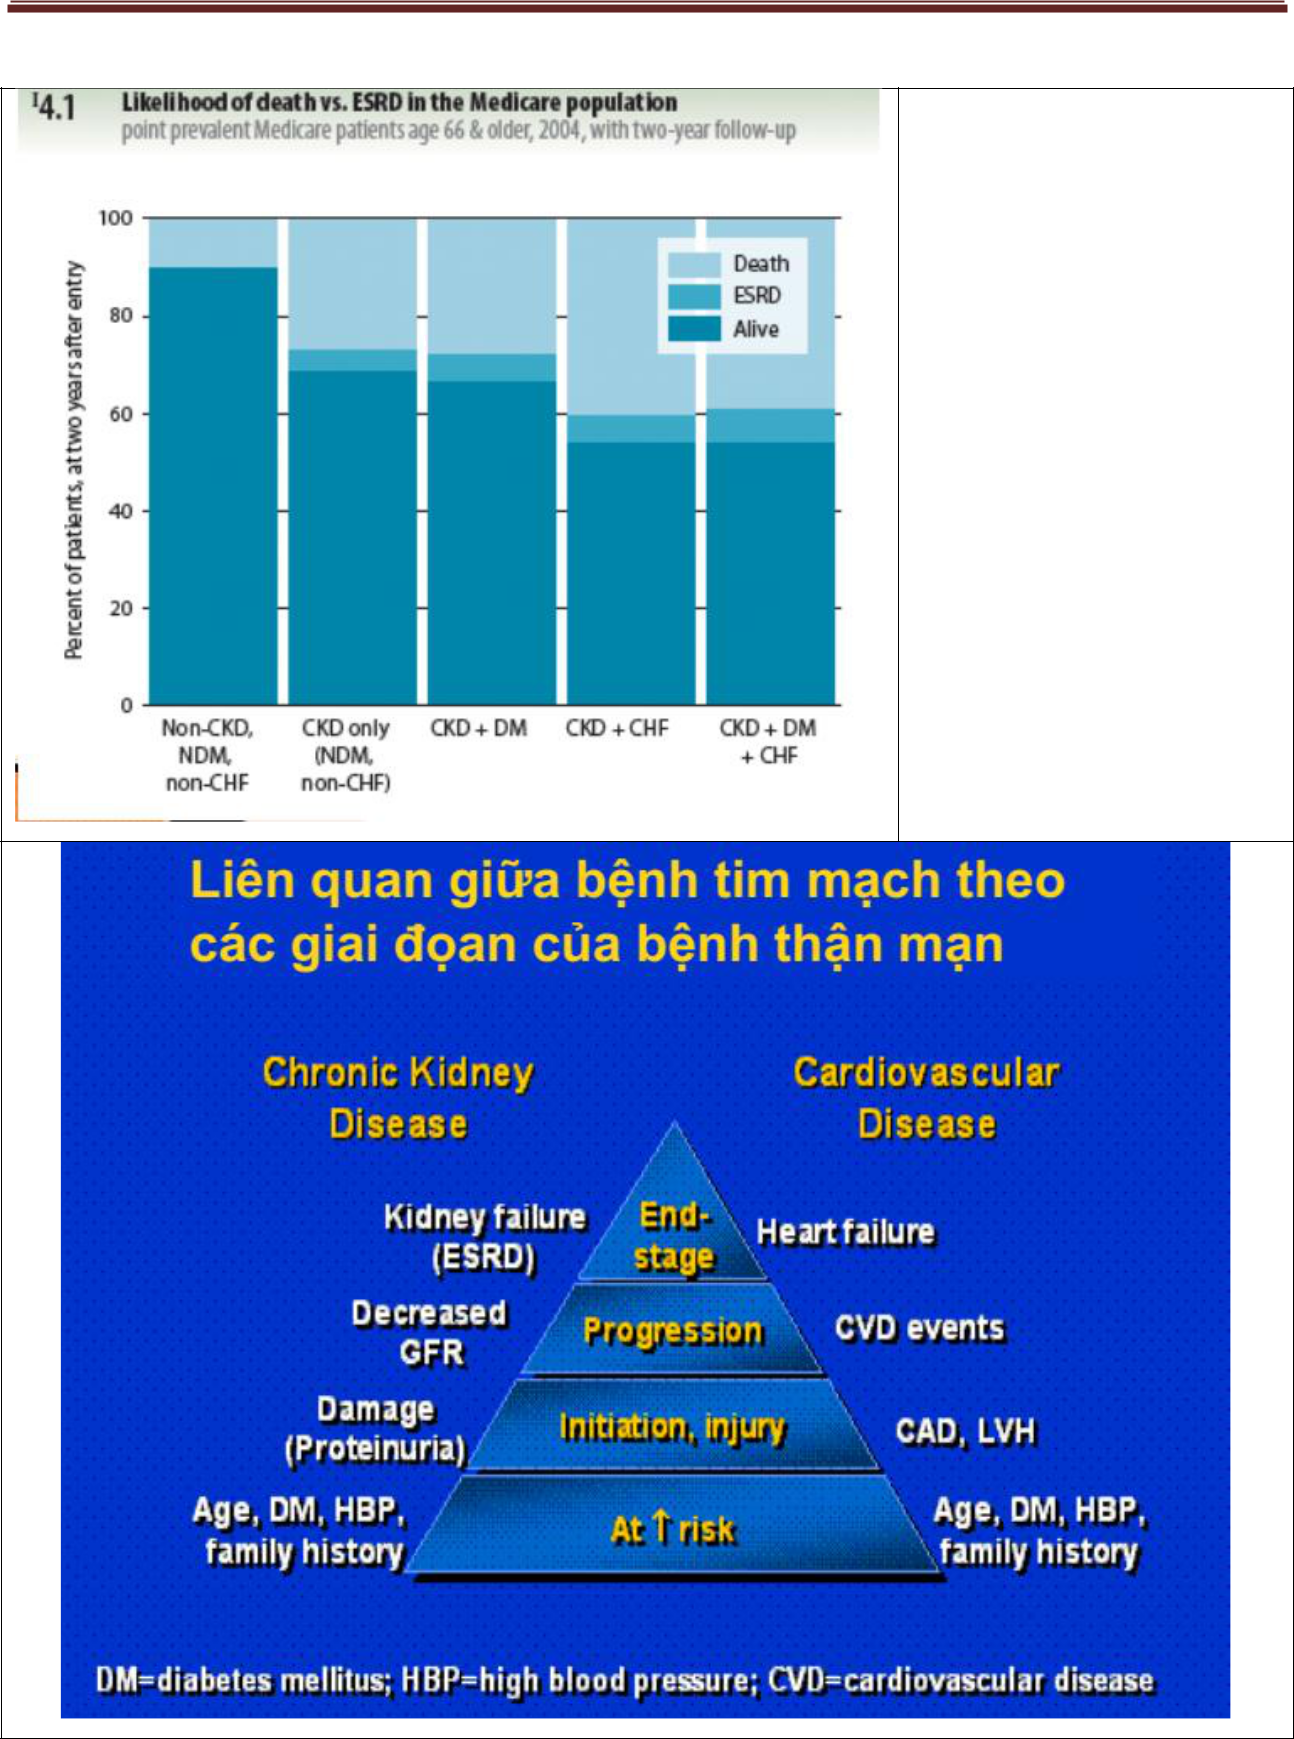 I4.1 Likelihood of death vs. ESRD in the Medicare population
point prevalent Medicare patients age 66 & older, 2004, with two-year follow-up
Percent of patients, at two years after entry
100
80
60
40
20
0
Death
ESRD
Alive
Non-CKD,
NDM,
non-CHF
CKD only
(NDM,
non-CHF)
CKD + DM
CKD + CHF
CKD + DM
+ CHF
Liên quan giữa bệnh tim mạch theo
các giai đọan của bệnh thận mạn
Chronic Kidney
Disease
Cardiovascular
Disease
Kidney failure
(ESRD)
End-
stage
Heart failure
Decreased
GFR
Progression
CVD events
Damage
(Proteinuria)
Initiation, injury
CAD, LVH
Age, DM, HBP,
family history
At ↑ risk
Age, DM, HBP,
family history
DM=diabetes mellitus; HBP=high blood pressure; CVD=cardiovascular disease